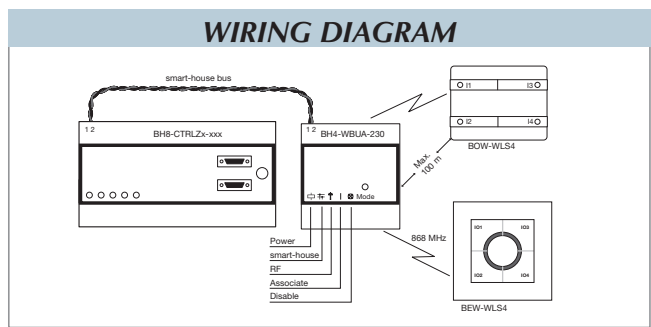 WIRING DIAGRAM
smart-house bus
1 2
BH8-CTRLZx-xxx
1 2
BH4-WBUA-230
Mode
Power
smart-house
RF
Associate
Disable
I1
I3
I2
I4
BOW-WLS4
Max.
100 m
868 MHz
IO1
IO3
IO2
IO4
BEW-WLS4